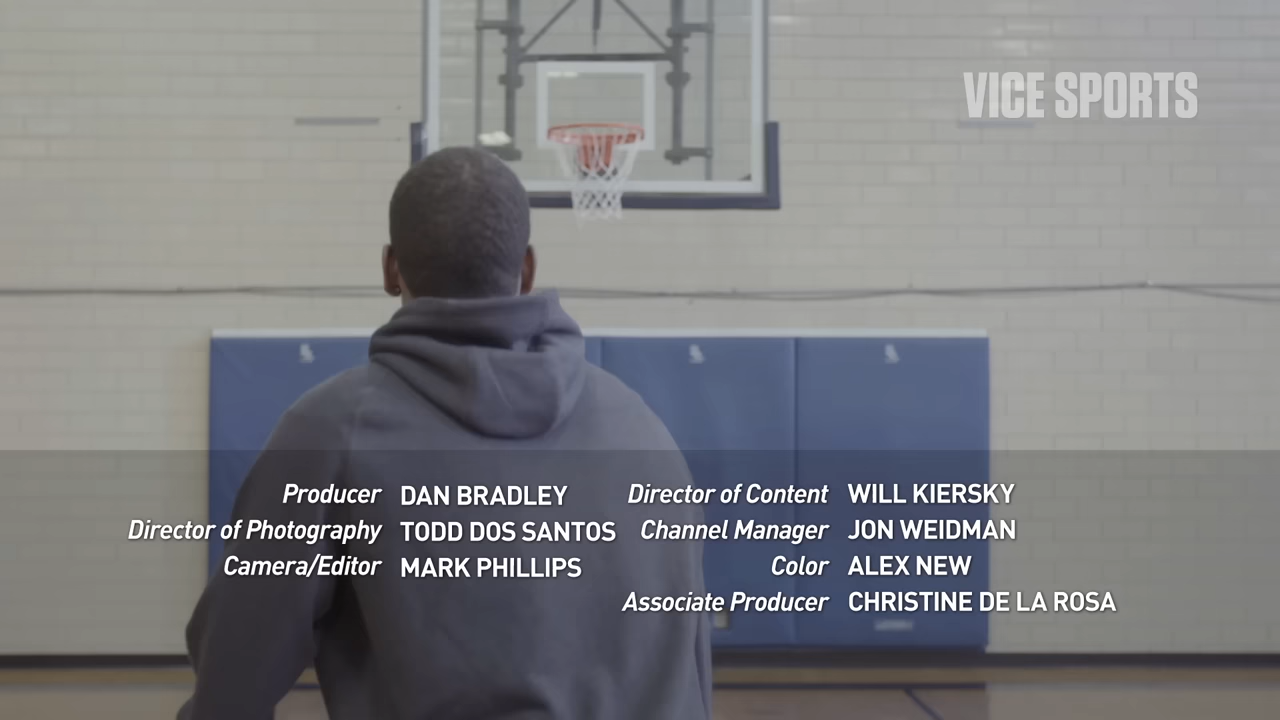 VICE SPORTS
Producer DAN BRADLEY
Director of Photography TODD DOS SANTOS
Camera/Editor MARK PHILLIPS
Director of Content WILL KIERSKY
Channel Manager JON WEIDMAN
Color ALEX NEW
Associate Producer CHRISTINE DE LA ROSA